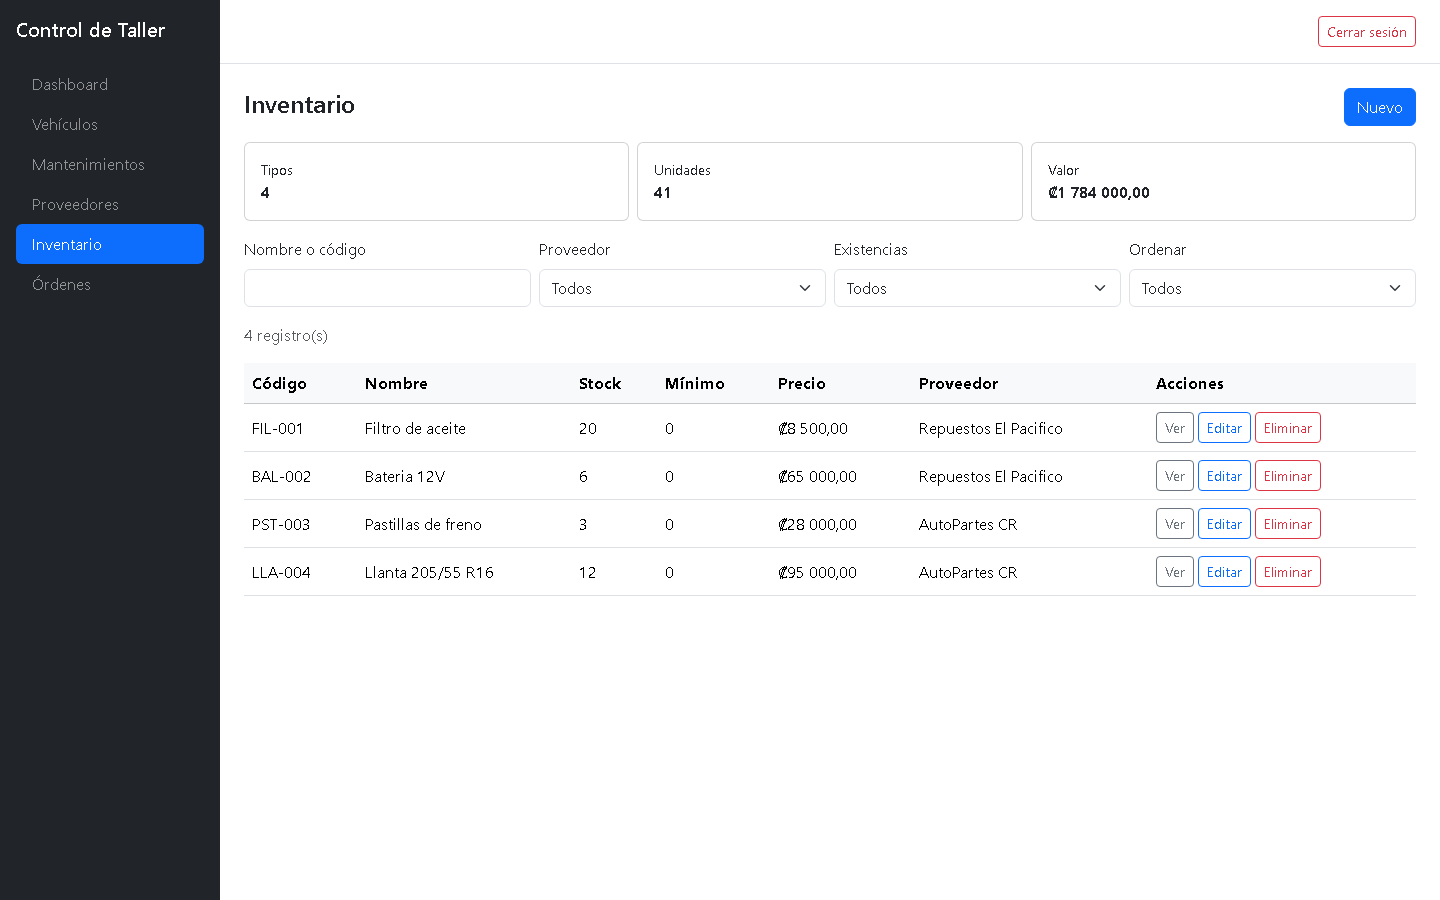 Control de Taller
Cerrar sesión
Dashboard
Vehículos
Mantenimientos
Proveedores
Inventario
Órdenes
Inventario
Nuevo
Tipos
4
Unidades
41
Valor
₡1 784 000,00
Nombre o código
Proveedor
Existencias
Ordenar
Todos
Todos
Todos
4 registro(s)
Código Nombre Stock Mínimo Precio Proveedor Acciones
FIL-001 Filtro de aceite 20 0 ₡8 500,00 Repuestos El Pacifico Ver Editar Eliminar
BAL-002 Bateria 12V 6 0 ₡65 000,00 Repuestos El Pacifico Ver Editar Eliminar
PST-003 Pastillas de freno 3 0 ₡28 000,00 AutoPartes CR Ver Editar Eliminar
LLA-004 Llanta 205/55 R16 12 0 ₡95 000,00 AutoPartes CR Ver Editar Eliminar